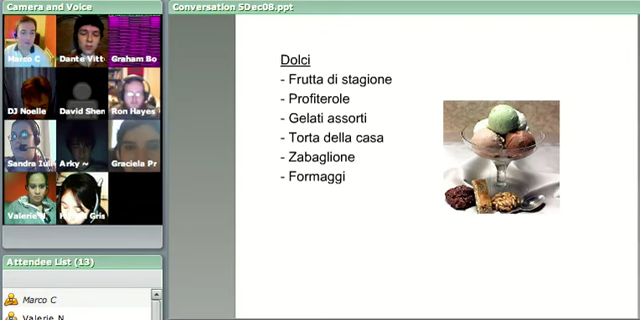 Camera and Voice
Conversation 5Dec08.ppt
Marco C
Dante Vitt
Graham Bo
DJ Noelle
David Shen
Ron Hayes
Sandra Iuli
Arky ~
Graciela Pr
Valerie N
Gris
Attendee List (13)
Marco C
Valerie N
Dolci
- Frutta di stagione
- Profiterole
- Gelati assorti
- Torta della casa
- Zabaglione
- Formaggi